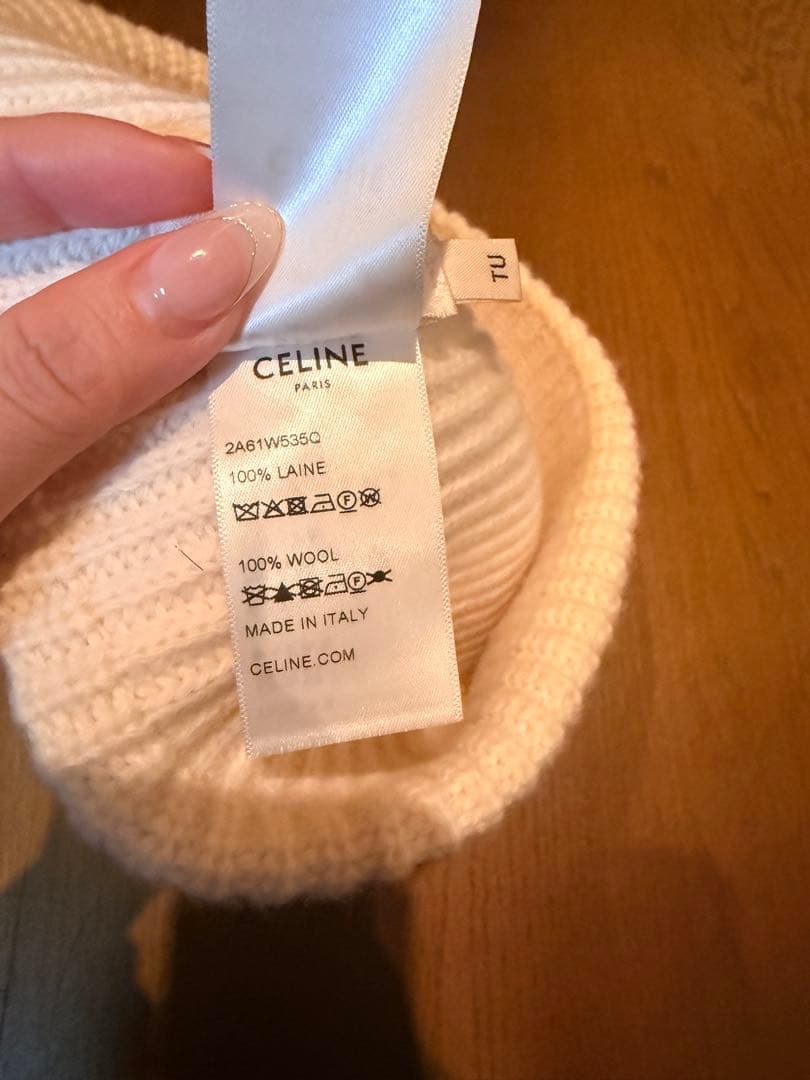 TU
CELINE
PARIS
2A61W535Q
100% LAINE
F W
100% WOOL
F
MADE IN ITALY
CELINE.COM